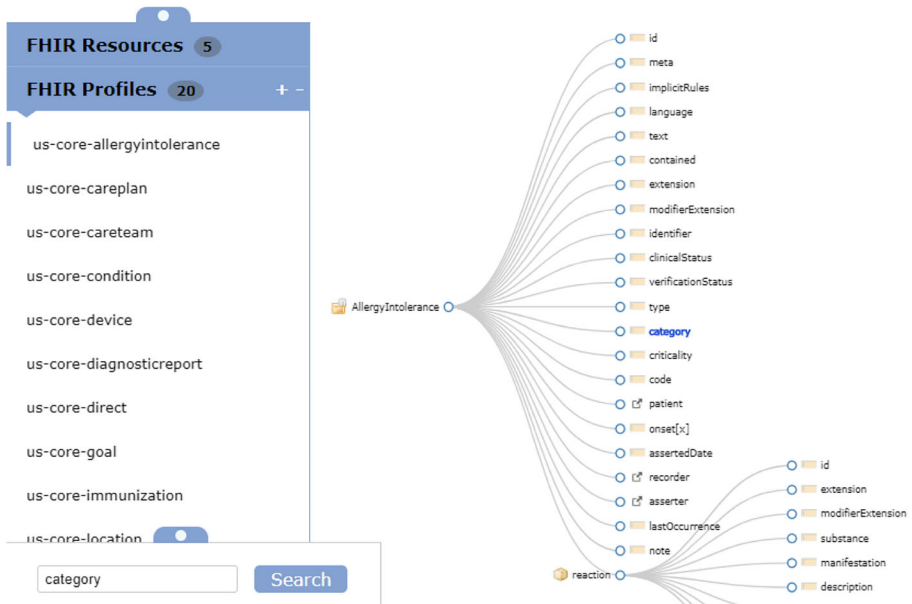 FHIR Resources 5
FHIR Profiles 20 + -
us-core-allergyintolerance
us-core-careplan
us-core-careteam
us-core-condition
us-core-device
us-core-diagnosticreport
us-core-direct
us-core-goal
us-core-immunization
us-core-location
category
Search
AllergyIntolerance
id
meta
implicitRules
language
text
contained
extension
modifierExtension
identifier
clinicalStatus
verificationStatus
type
category
criticality
code
patient
onset[x]
assertedDate
recorder
asserter
lastOccurrence
note
reaction
id
extension
modifierExtension
substance
manifestation
description